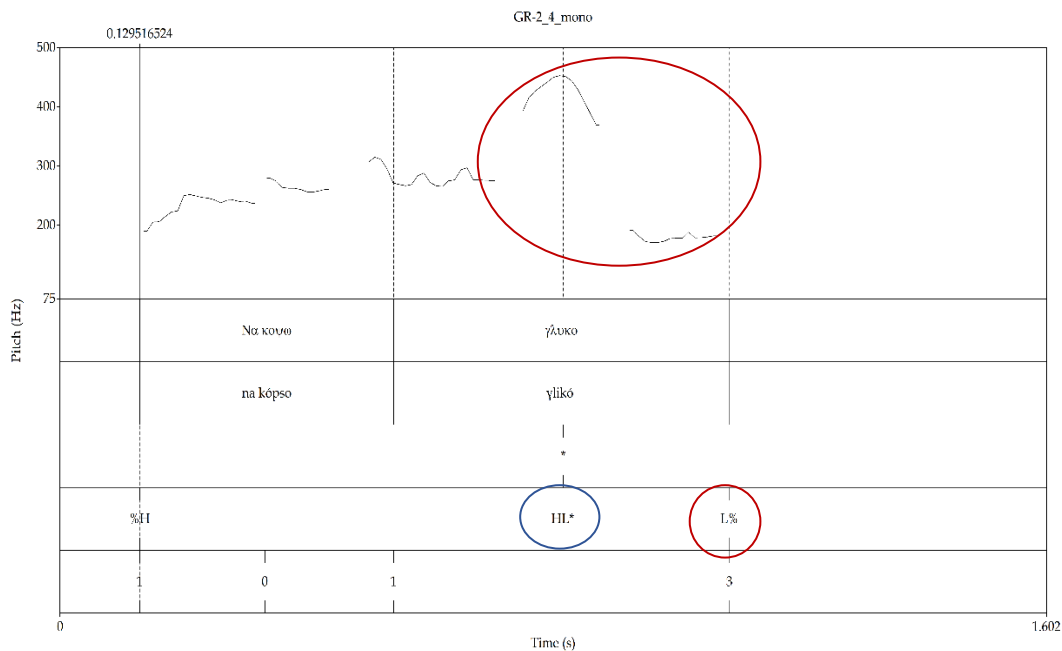 GR-2_4_mono
0.129516524
500
400
300
200
75
Pitch (Hz)
Να κοψω γλυκο
na kópso ɣlikó
*
%H HL* L%
1 0 1 3
0 1.602
Time (s)